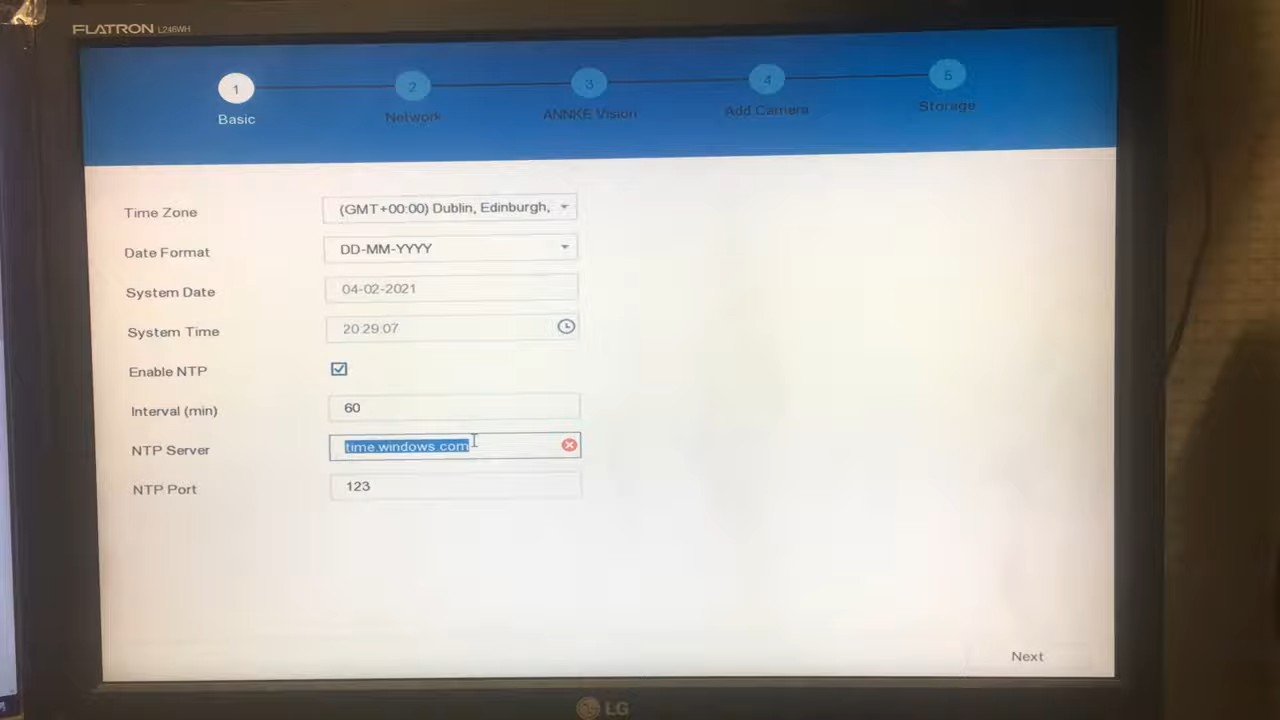 FLATRON L246WH
1 2 3 4 5
Basic Network ANNKE Vision Add Camera Storage
Time Zone (GMT+00:00) Dublin, Edinburgh,
Date Format DD-MM-YYYY
System Date 04-02-2021
System Time 20:29:07
Enable NTP
Interval (min) 60
NTP Server time.windows.com
NTP Port 123
Next
LG